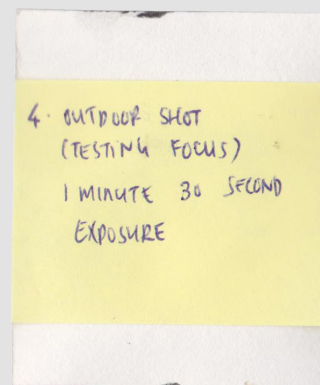 4. OUTDOOR SHOT
(TESTING FOCUS)
1 MINUTE 30 SECOND
EXPOSURE